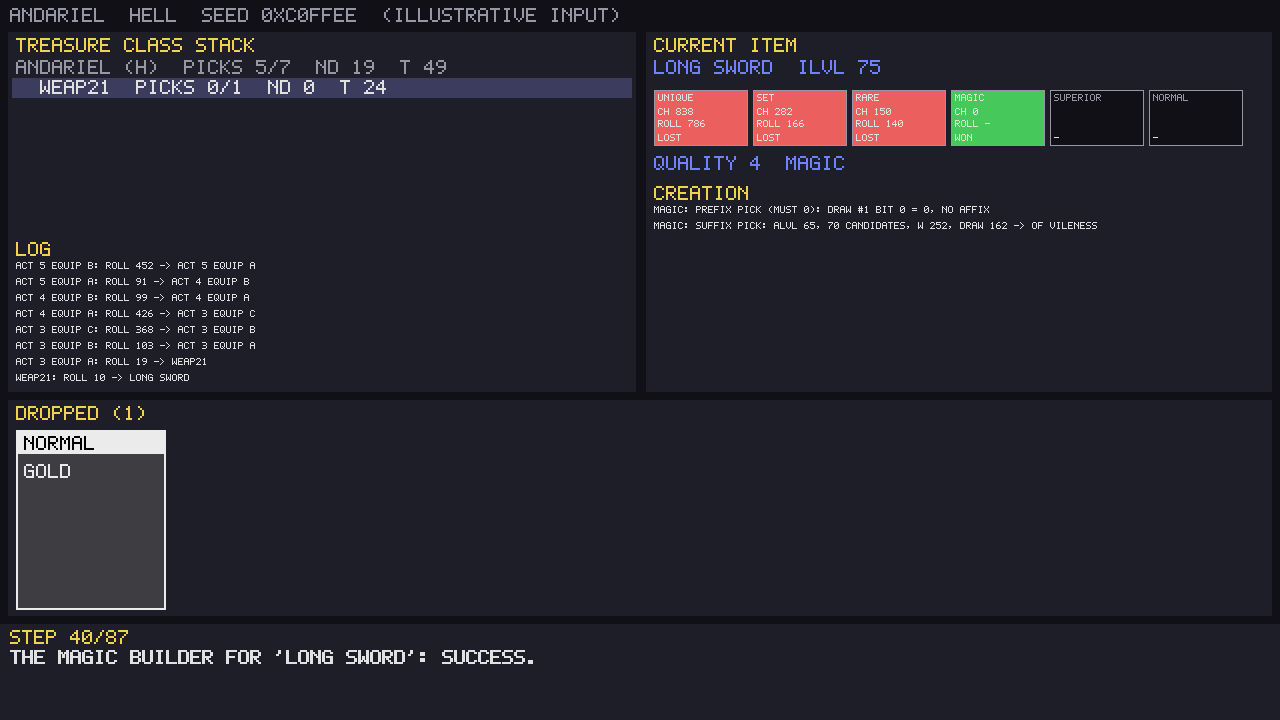 ANDARIEL  HELL  SEED 0XC0FFEE  (ILLUSTRATIVE INPUT)
TREASURE CLASS STACK
ANDARIEL (H)  PICKS 5/7  ND 19  T 49
WEAP21  PICKS 0/1  ND 0  T 24
LOG
ACT 5 EQUIP B: ROLL 452 -> ACT 5 EQUIP A
ACT 5 EQUIP A: ROLL 91 -> ACT 4 EQUIP B
ACT 4 EQUIP B: ROLL 99 -> ACT 4 EQUIP A
ACT 4 EQUIP A: ROLL 426 -> ACT 3 EQUIP C
ACT 3 EQUIP C: ROLL 368 -> ACT 3 EQUIP B
ACT 3 EQUIP B: ROLL 103 -> ACT 3 EQUIP A
ACT 3 EQUIP A: ROLL 19 -> WEAP21
WEAP21: ROLL 10 -> LONG SWORD
CURRENT ITEM
LONG SWORD  ILVL 75
UNIQUE
CH 838
ROLL 786
LOST
SET
CH 282
ROLL 166
LOST
RARE
CH 150
ROLL 140
LOST
MAGIC
CH 0
ROLL -
WON
SUPERIOR
-
NORMAL
-
QUALITY 4  MAGIC
CREATION
MAGIC: PREFIX PICK (MUST 0): DRAW #1 BIT 0 = 0, NO AFFIX
MAGIC: SUFFIX PICK: ALVL 65, 70 CANDIDATES, W 252, DRAW 162 -> OF VILENESS
DROPPED (1)
NORMAL
GOLD
STEP 40/87
THE MAGIC BUILDER FOR 'LONG SWORD': SUCCESS.